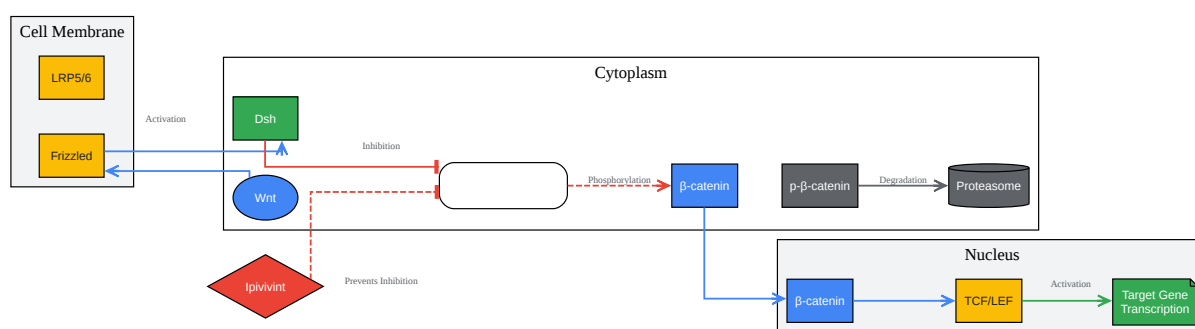 Cell Membrane
LRP5/6
Frizzled
Activation
Cytoplasm
Dsh
Inhibition
Wnt
Phosphorylation
β-catenin
p-β-catenin
Degradation
Proteasome
Ipivivint
Prevents Inhibition
Nucleus
β-catenin
TCF/LEF
Activation
Target Gene
Transcription